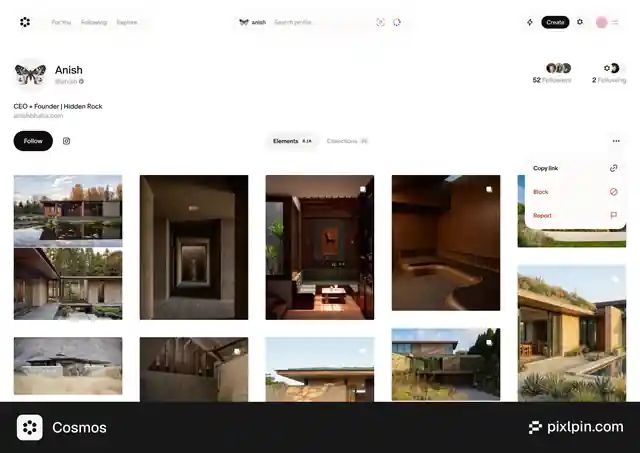 For You Following Explore
anish Search profile...
Create
Anish
@anish
52 Followers
2 Following
CEO + Founder | Hidden Rock
anishbhatia.com
Follow
Elements
Collections
Copy link
Block
Report
Cosmos
pixlpin.com